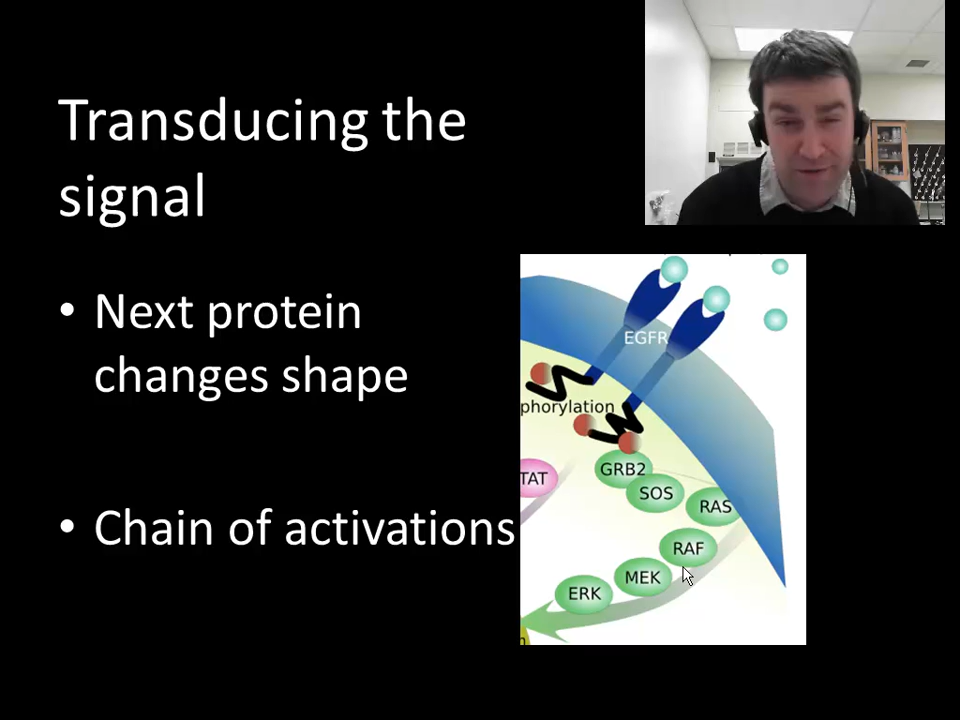 Transducing the
signal
• Next protein
changes shape
• Chain of activations
EGFR
phorylation
TAT
GRB2
SOS
RAS
RAF
MEK
ERK
n